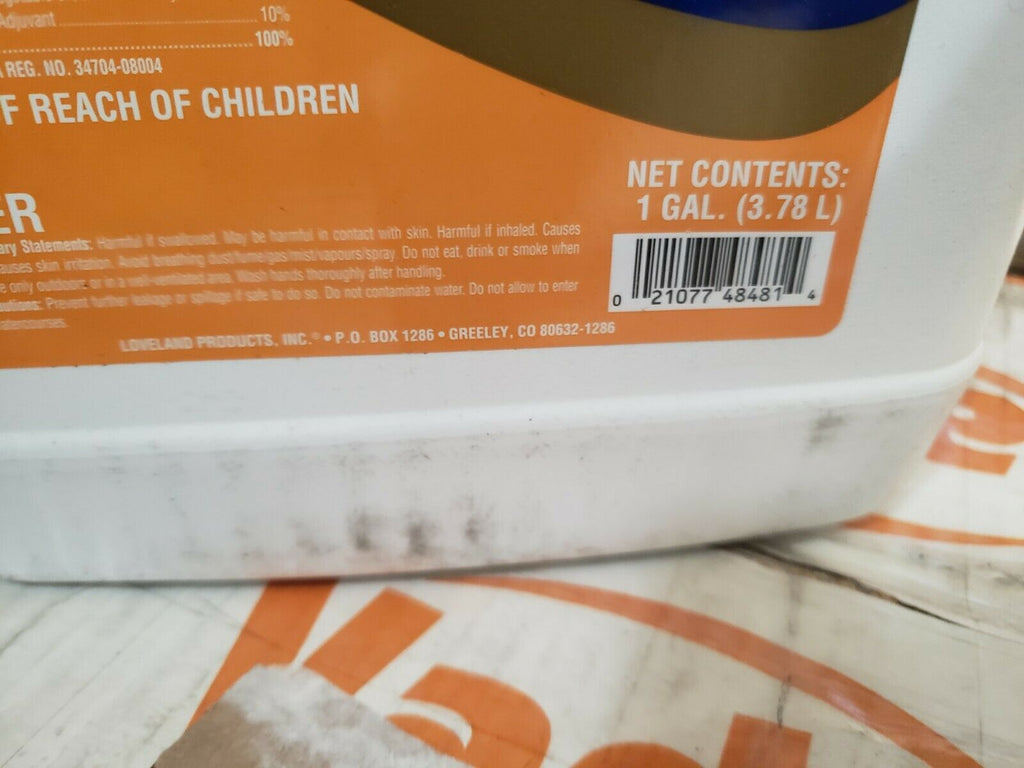 Adjuvant ........ 10%
........ 100%
REG. NO. 34704-08004
F REACH OF CHILDREN
ER
ary Statements: Harmful if swallowed. May be harmful in contact with skin. Harmful if inhaled. Causes
auses skin irritation. Avoid breathing dust/fume/gas/mist/vapours/spray. Do not eat, drink or smoke when
e only outdoors or in a well-ventilated area. Wash hands thoroughly after handling.
autions: Prevent further leakage or spillage if safe to do so. Do not contaminate water. Do not allow to enter
atercourses.
LOVELAND PRODUCTS, INC.® • P.O. BOX 1286 • GREELEY, CO 80632-1286
NET CONTENTS:
1 GAL. (3.78 L)
0 21077 48481 4